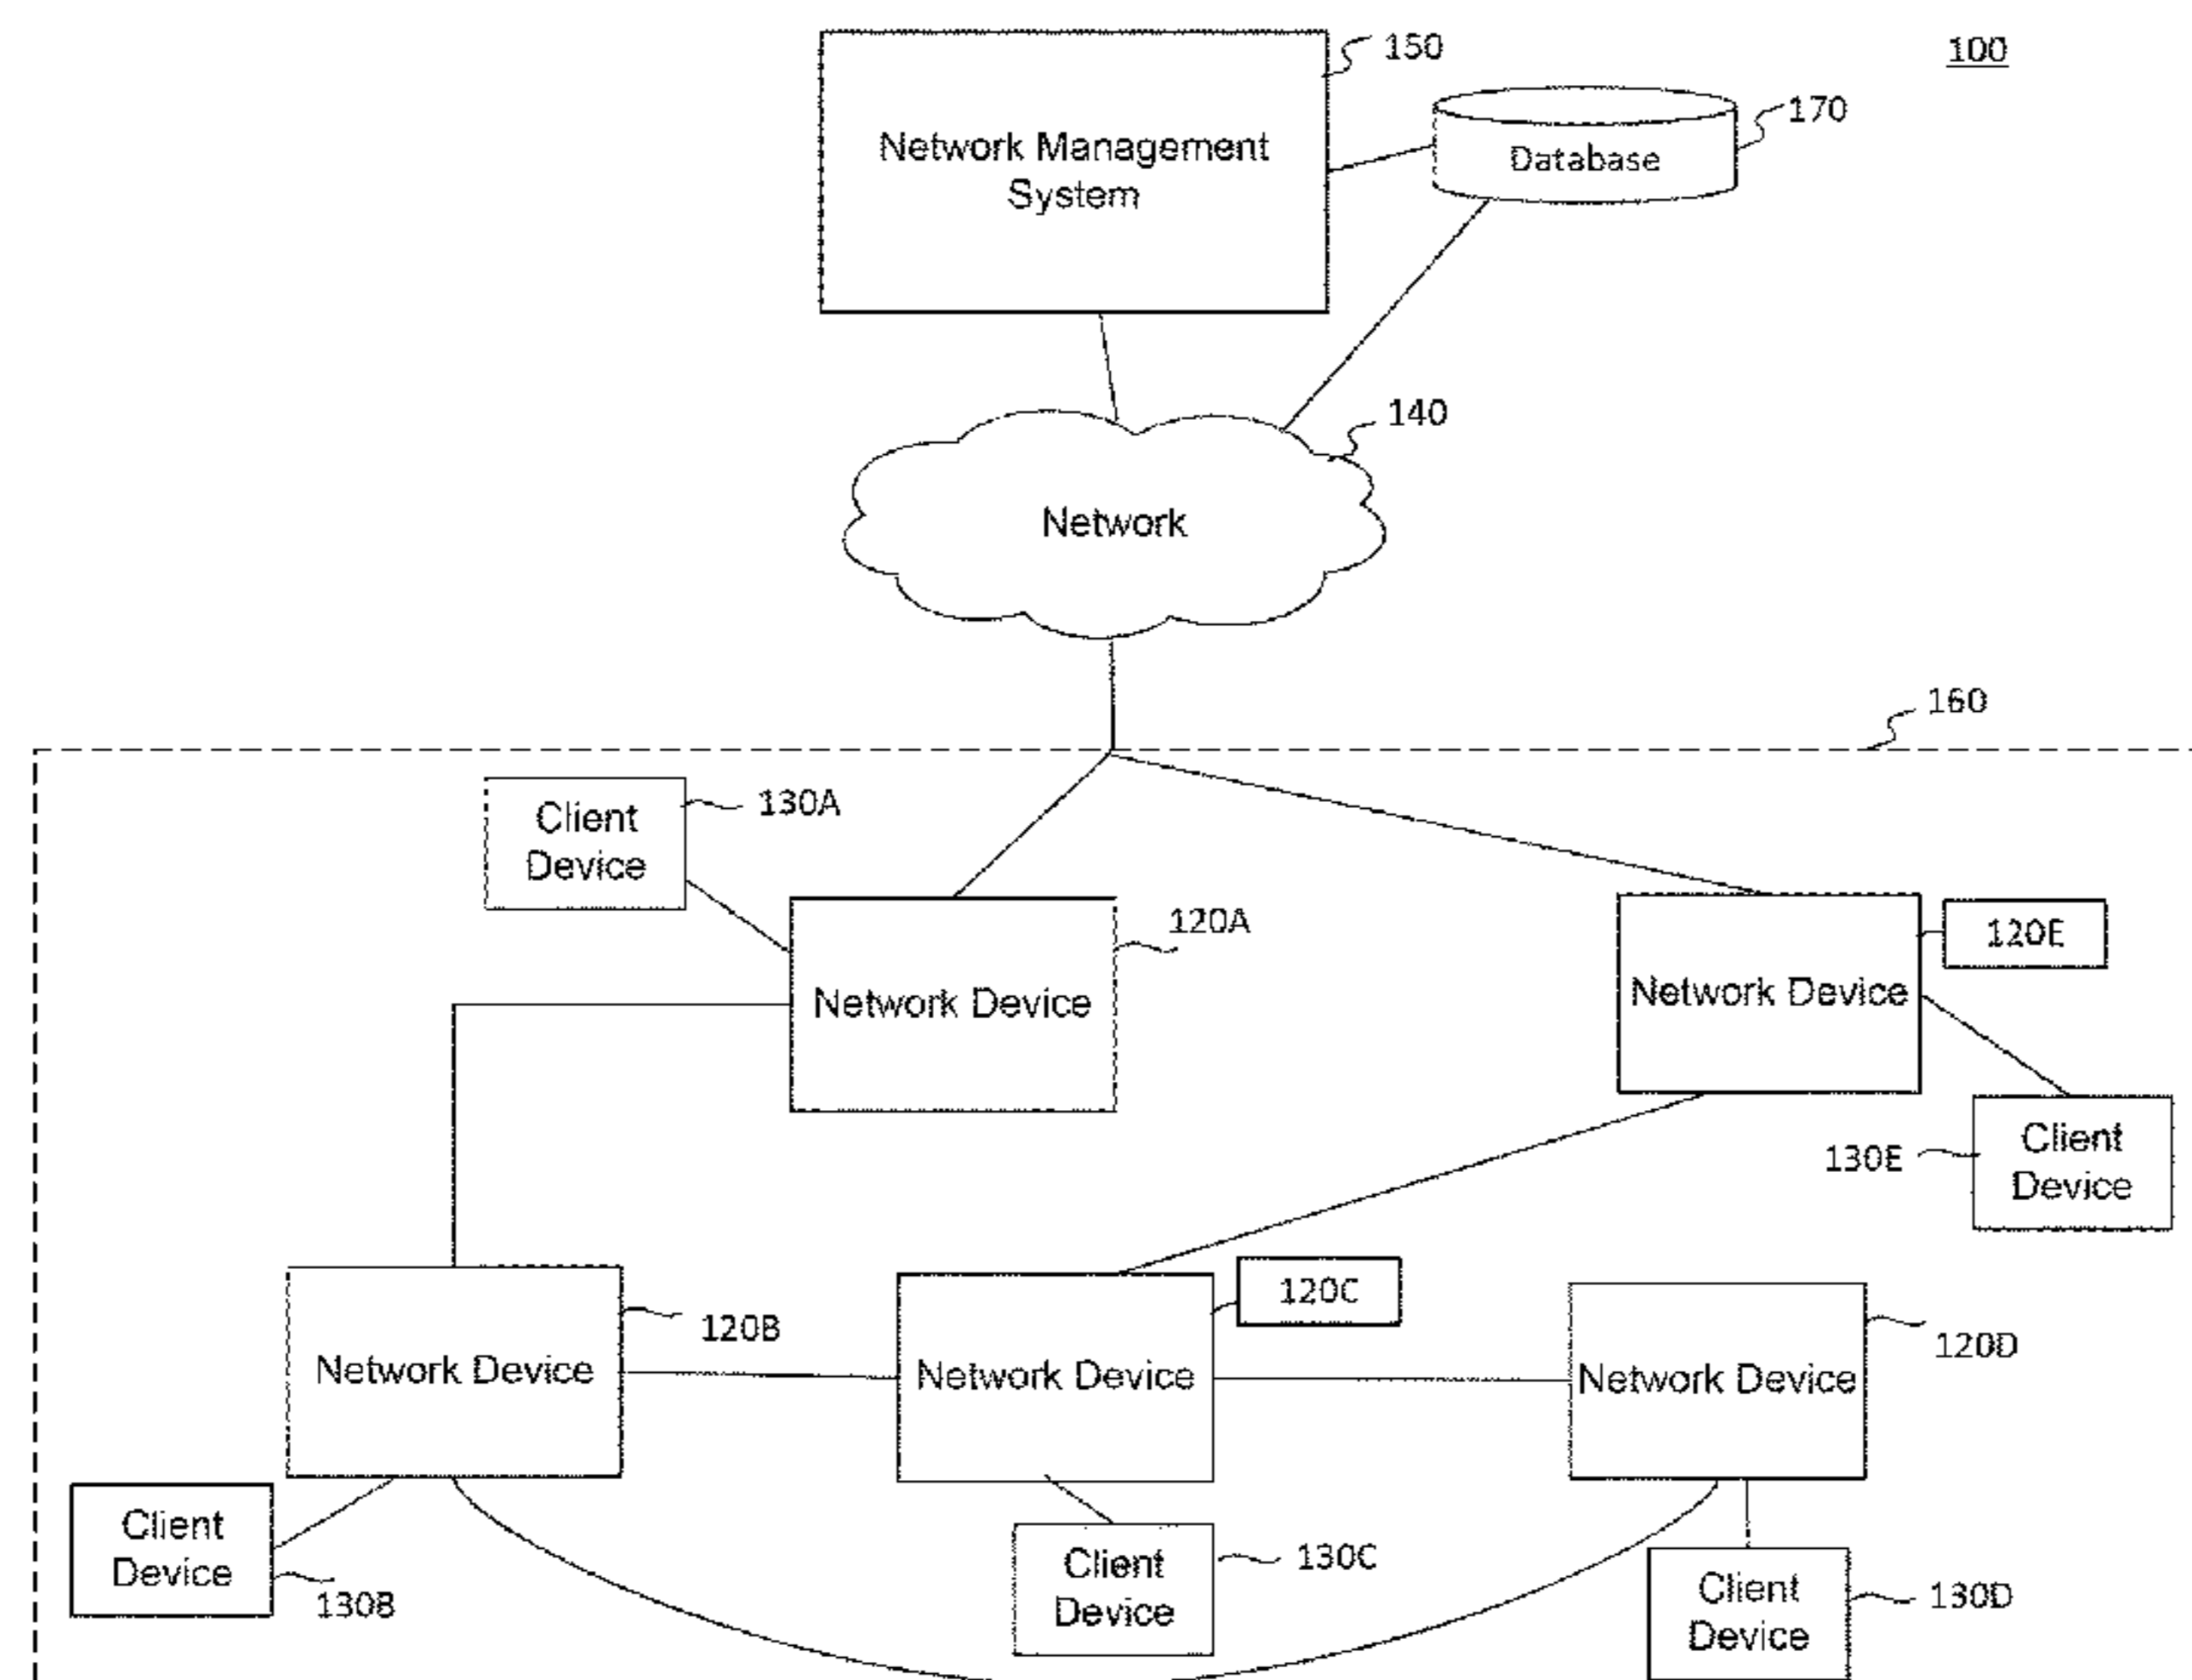 150
100
170
Network Management
System
Database
140
Network
160
130A
Client
Device
120A
120E
Network Device
Network Device
Client
Device
130E
120C
120B
120D
Network Device
Network Device
Network Device
Client
Device
130B
Client
Device
130C
Client
Device
130D